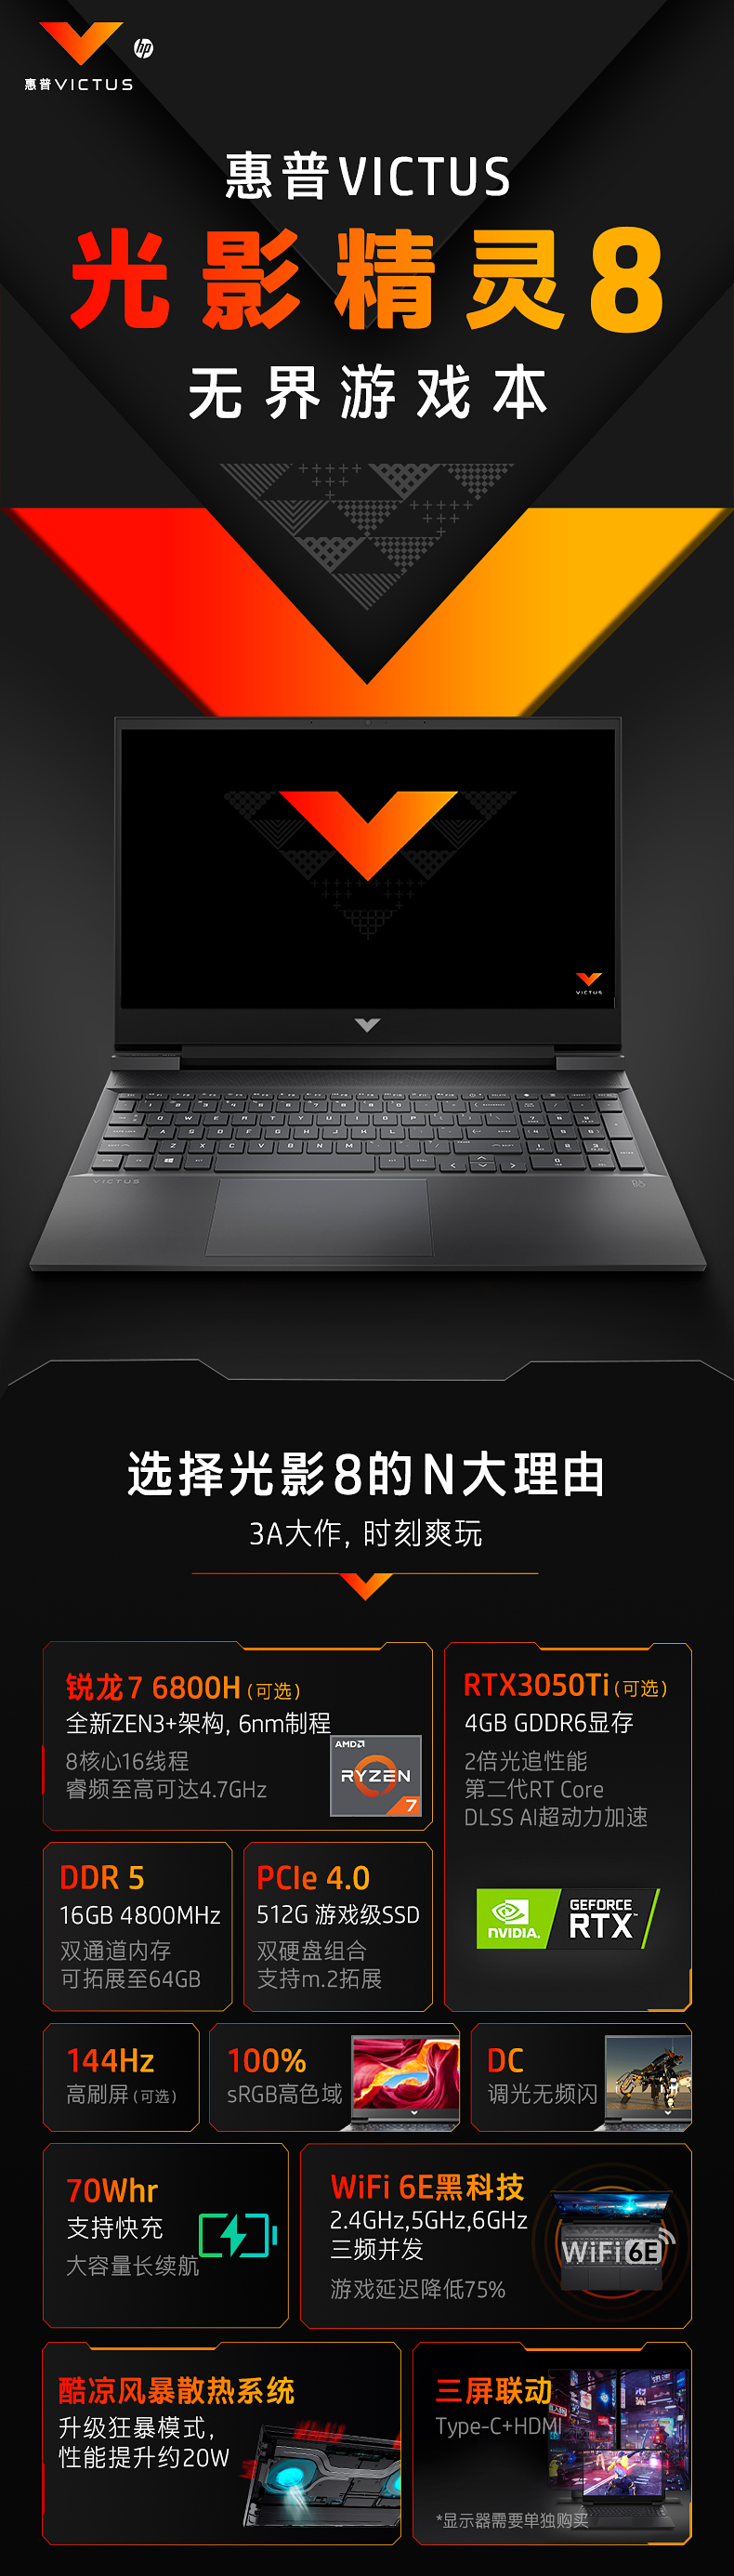 hp
惠普VICTUS
惠普VICTUS
光影精灵8
无界游戏本
VICTUS
VICTUS
选择光影8的N大理由
3A大作, 时刻爽玩
锐龙7 6800H(可选)
全新ZEN3+架构, 6nm制程
8核心16线程
睿频至高可达4.7GHz
AMD
RYZEN
7
RTX3050Ti(可选)
4GB GDDR6显存
2倍光追性能
第二代RT Core
DLSS AI超动力加速
NVIDIA.
GEFORCE
RTX™
DDR 5
16GB 4800MHz
双通道内存
可拓展至64GB
PCIe 4.0
512G 游戏级SSD
双硬盘组合
支持m.2拓展
144Hz
高刷屏(可选)
100%
sRGB高色域
DC
调光无频闪
70Whr
支持快充
大容量长续航
WiFi 6E黑科技
2.4GHz,5GHz,6GHz
三频并发
游戏延迟降低75%
WiFi 6E
酷凉风暴散热系统
升级狂暴模式,
性能提升约20W
三屏联动
Type-C+HDMI
*显示器需要单独购买